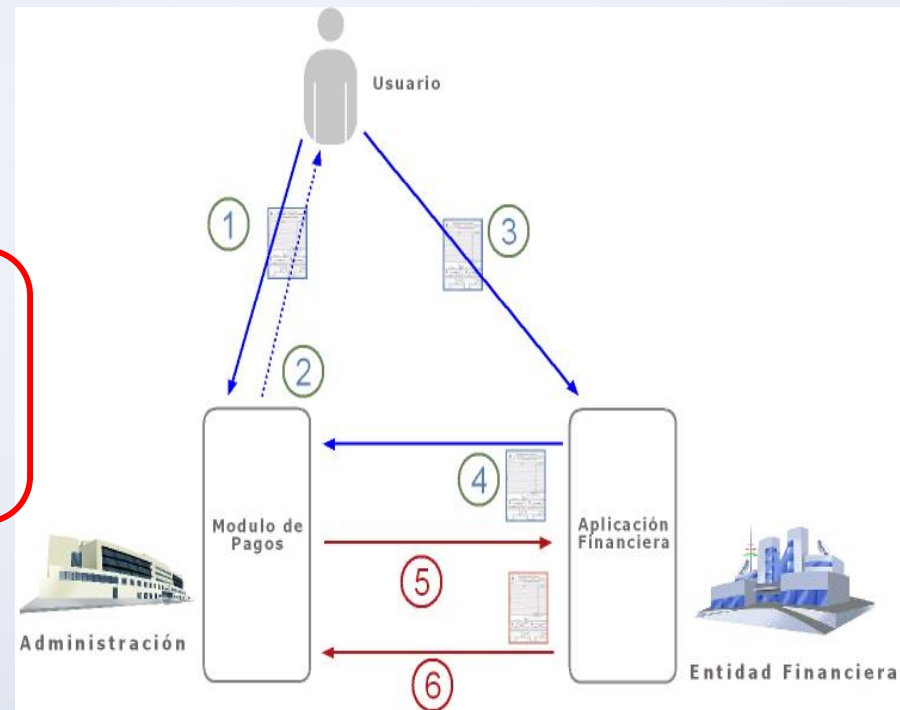 Usuario
1
3
2
4
Modulo de
Pagos
Aplicación
Financiera
5
Administración
Entidad Financiera
6